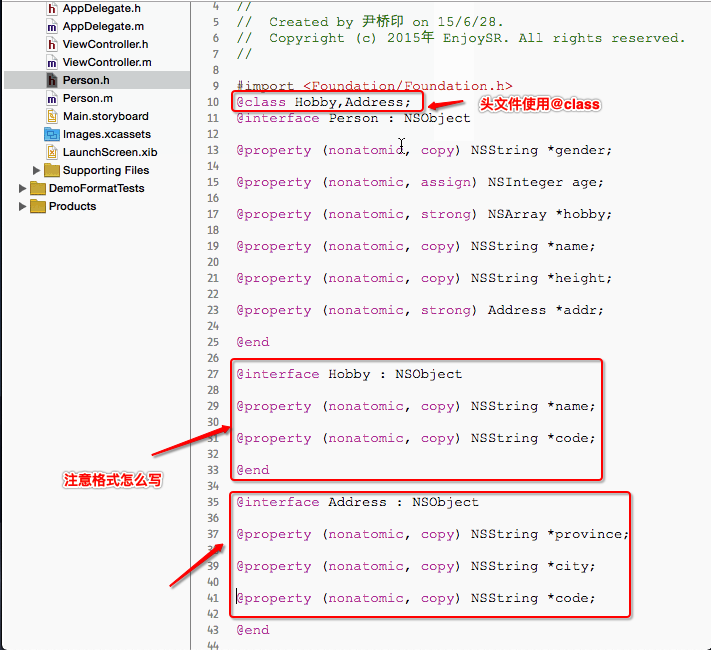 AppDelegate.h
AppDelegate.m
ViewController.h
ViewController.m
Person.h
Person.m
Main.storyboard
Images.xcassets
LaunchScreen.xib
Supporting Files
DemoFormatTests
Products
4 //
5 //  Created by 尹桥印 on 15/6/28.
6 //  Copyright (c) 2015年 EnjoySR. All rights reserved.
7 //
8
9 #import <Foundation/Foundation.h>
10 @class Hobby,Address;
头文件使用@class
11 @interface Person : NSObject
12
13 @property (nonatomic, copy) NSString *gender;
14
15 @property (nonatomic, assign) NSInteger age;
16
17 @property (nonatomic, strong) NSArray *hobby;
18
19 @property (nonatomic, copy) NSString *name;
20
21 @property (nonatomic, copy) NSString *height;
22
23 @property (nonatomic, strong) Address *addr;
24
25 @end
26
27 @interface Hobby : NSObject
28
29 @property (nonatomic, copy) NSString *name;
30
31 @property (nonatomic, copy) NSString *code;
32
33 @end
注意格式怎么写
34
35 @interface Address : NSObject
36
37 @property (nonatomic, copy) NSString *province;
38
39 @property (nonatomic, copy) NSString *city;
40
41 @property (nonatomic, copy) NSString *code;
42
43 @end
44